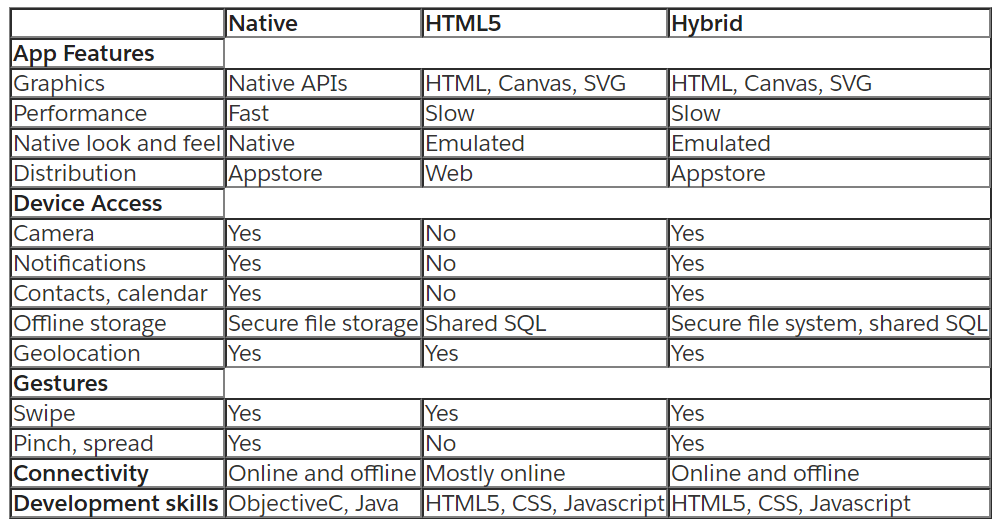 Native HTML5 Hybrid
App Features
Graphics Native APIs HTML, Canvas, SVG HTML, Canvas, SVG
Performance Fast Slow Slow
Native look and feel Native Emulated Emulated
Distribution Appstore Web Appstore
Device Access
Camera Yes No Yes
Notifications Yes No Yes
Contacts, calendar Yes No Yes
Offline storage Secure file storage Shared SQL Secure file system, shared SQL
Geolocation Yes Yes Yes
Gestures
Swipe Yes Yes Yes
Pinch, spread Yes No Yes
Connectivity Online and offline Mostly online Online and offline
Development skills ObjectiveC, Java HTML5, CSS, Javascript HTML5, CSS, Javascript